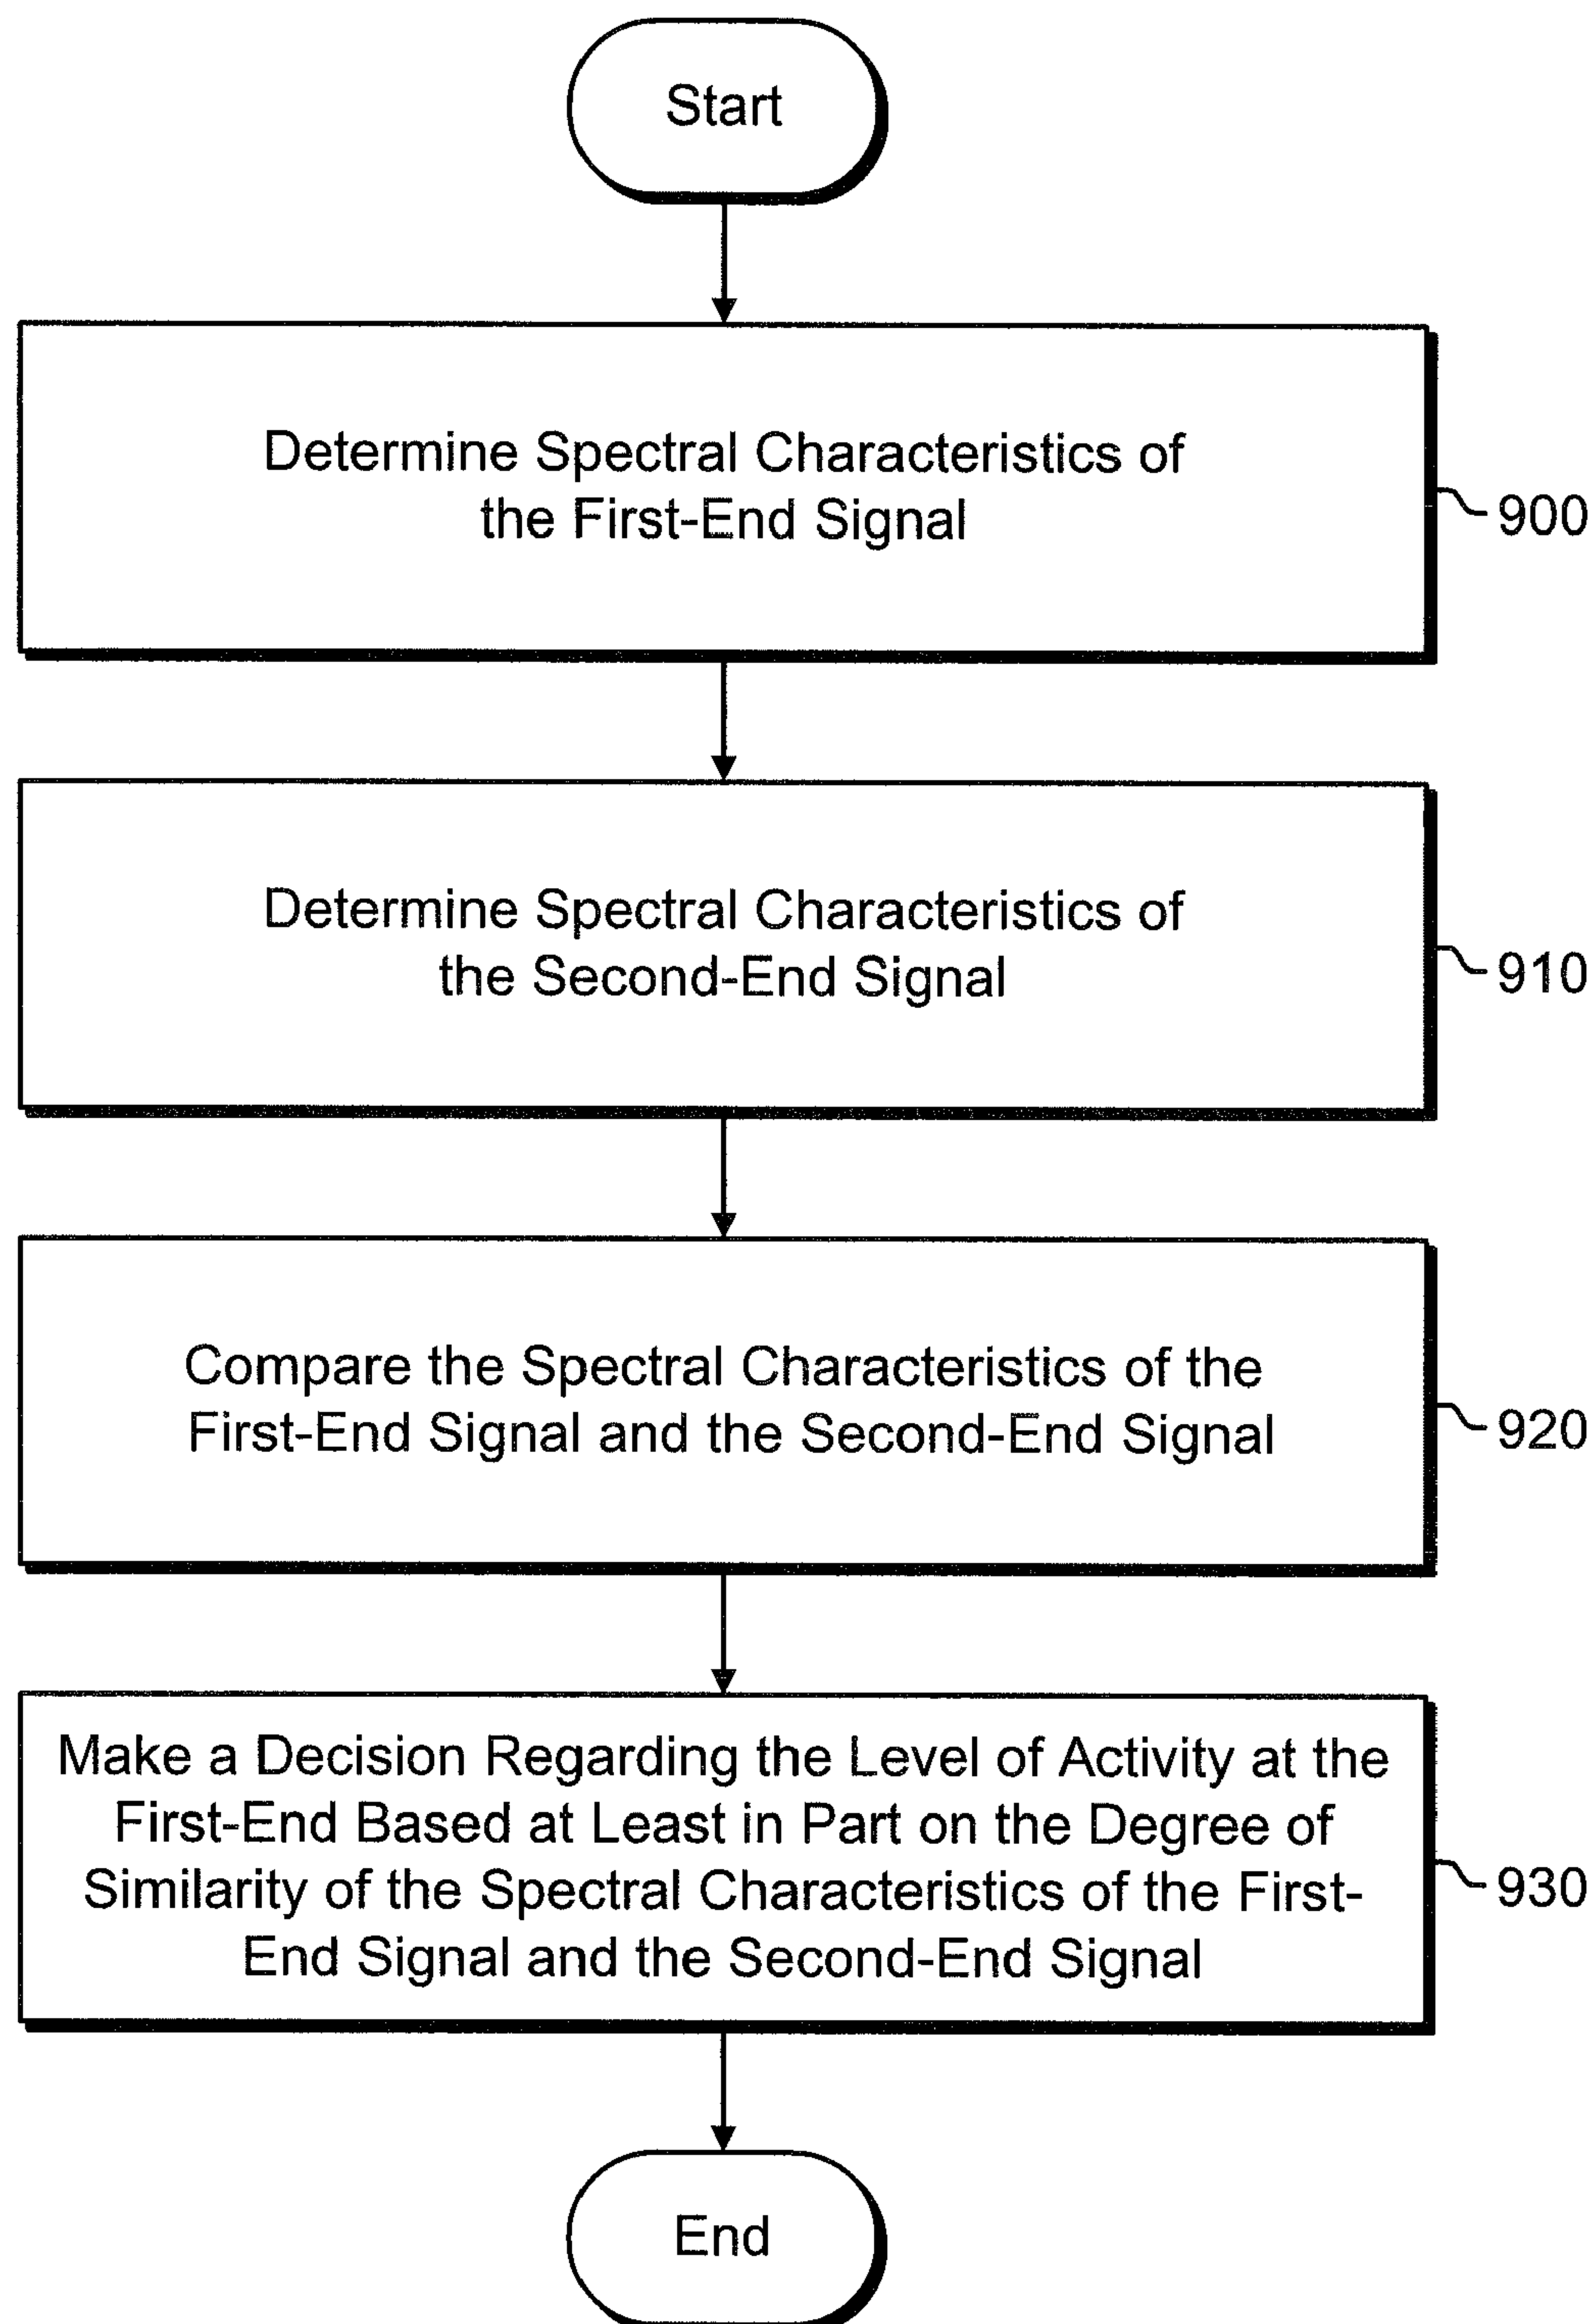 Start
Determine Spectral Characteristics of
the First-End Signal
900
Determine Spectral Characteristics of
the Second-End Signal
910
Compare the Spectral Characteristics of the
First-End Signal and the Second-End Signal
920
Make a Decision Regarding the Level of Activity at the
First-End Based at Least in Part on the Degree of
Similarity of the Spectral Characteristics of the First-
End Signal and the Second-End Signal
930
End